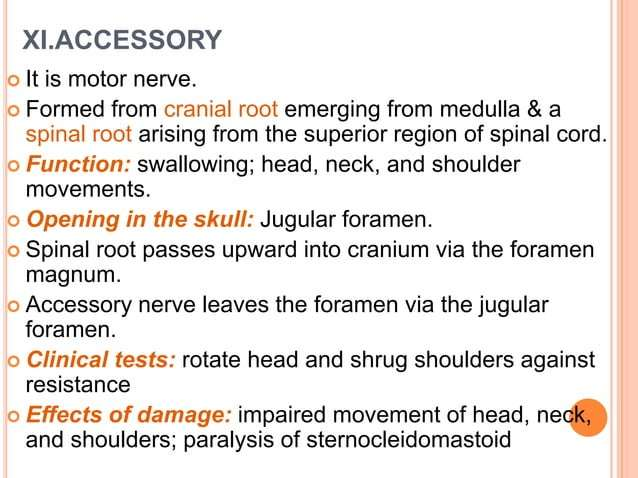 XI.ACCESSORY
It is motor nerve.
Formed from cranial root emerging from medulla & a
spinal root arising from the superior region of spinal cord.
Function: swallowing; head, neck, and shoulder
movements.
Opening in the skull: Jugular foramen.
Spinal root passes upward into cranium via the foramen
magnum.
Accessory nerve leaves the foramen via the jugular
foramen.
Clinical tests: rotate head and shrug shoulders against
resistance
Effects of damage: impaired movement of head, neck,
and shoulders; paralysis of sternocleidomastoid